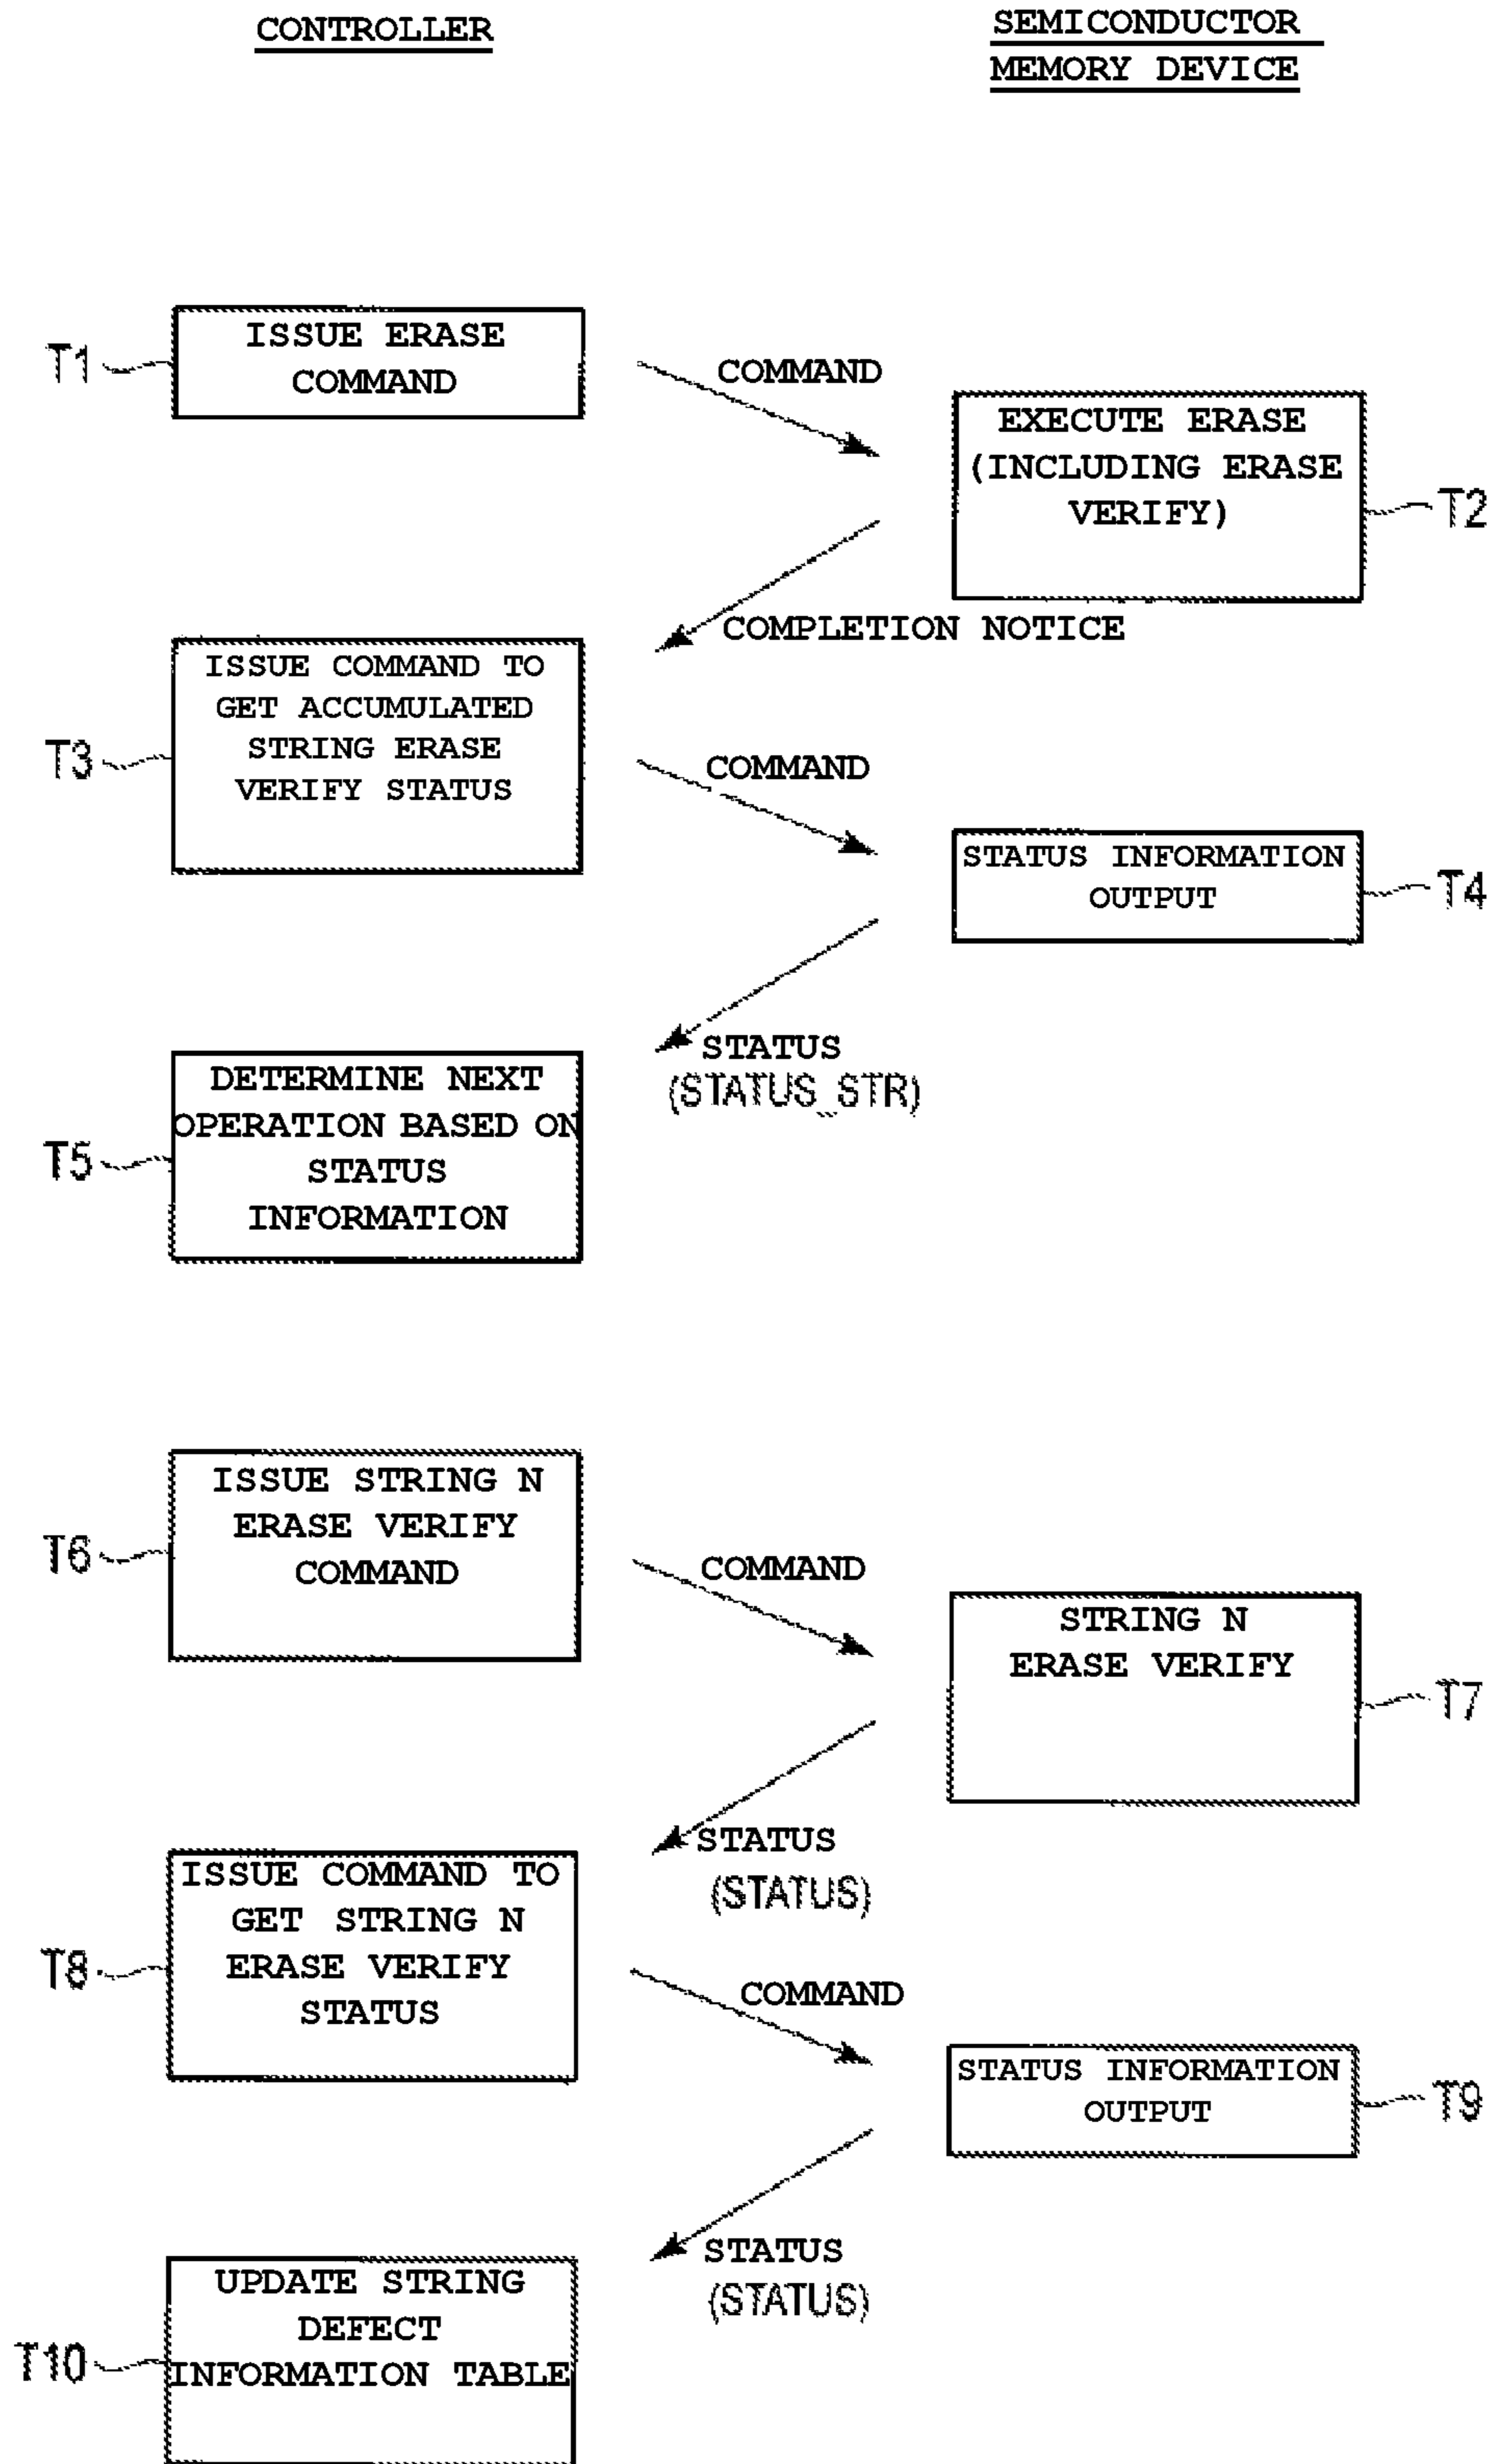 CONTROLLER
SEMICONDUCTOR
MEMORY DEVICE
T1
ISSUE ERASE
COMMAND
COMMAND
EXECUTE ERASE
(INCLUDING ERASE
VERIFY)
T2
COMPLETION NOTICE
T3
ISSUE COMMAND TO
GET ACCUMULATED
STRING ERASE
VERIFY STATUS
COMMAND
STATUS INFORMATION
OUTPUT
T4
STATUS
(STATUS_STR)
T5
DETERMINE NEXT
OPERATION BASED ON
STATUS
INFORMATION
T6
ISSUE STRING N
ERASE VERIFY
COMMAND
COMMAND
STRING N
ERASE VERIFY
T7
STATUS
(STATUS)
T8
ISSUE COMMAND TO
GET STRING N
ERASE VERIFY
STATUS
COMMAND
STATUS INFORMATION
OUTPUT
T9
STATUS
(STATUS)
T10
UPDATE STRING
DEFECT
INFORMATION TABLE